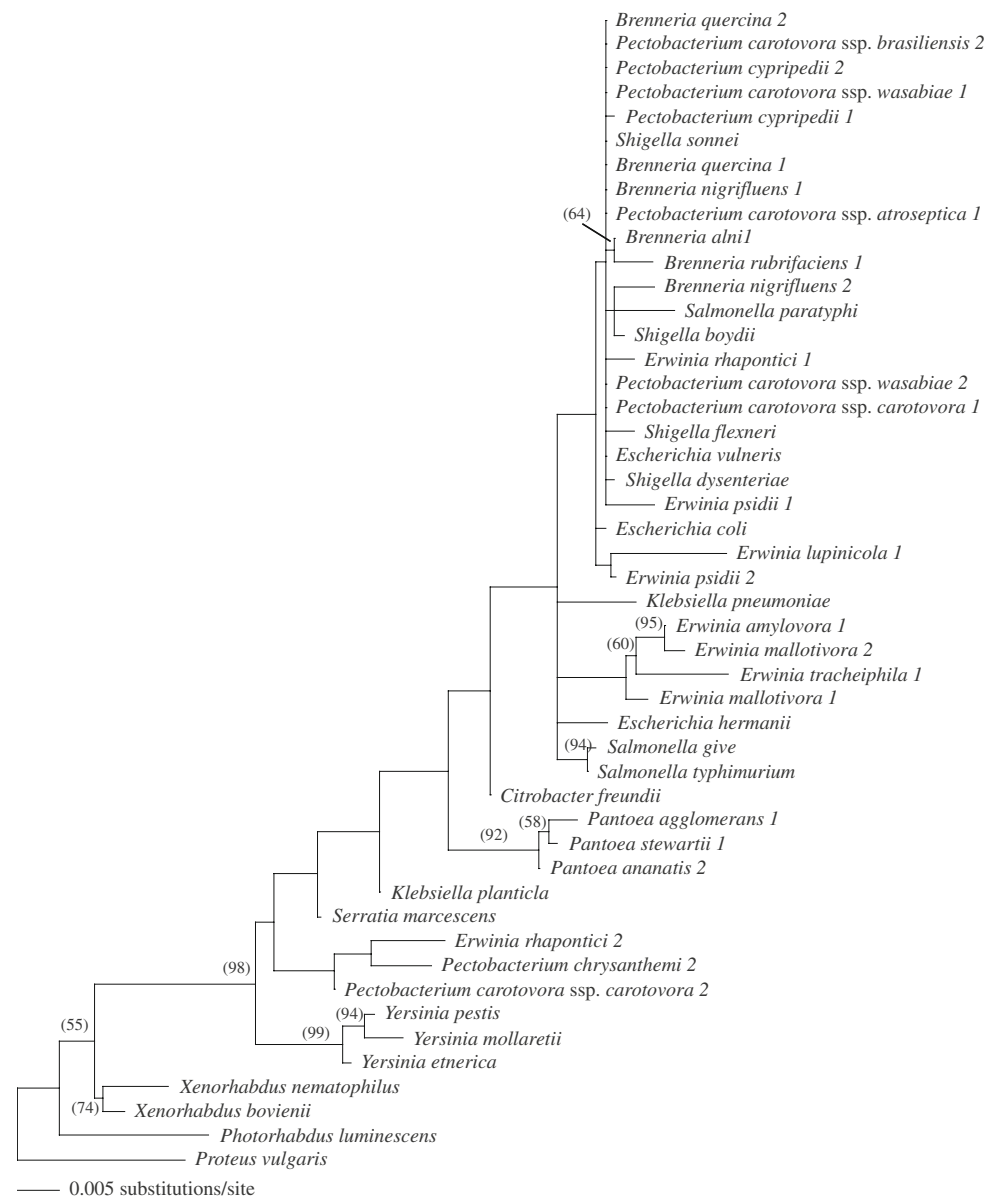 Brenneria quercina 2
Pectobacterium carotovora ssp. brasiliensis 2
Pectobacterium cypripedii 2
Pectobacterium carotovora ssp. wasabiae 1
Pectobacterium cypripedii 1
Shigella sonnei
Brenneria quercina 1
Brenneria nigrifluens 1
Pectobacterium carotovora ssp. atroseptica 1
(64)
Brenneria alni1
Brenneria rubrifaciens 1
Brenneria nigrifluens 2
Salmonella paratyphi
Shigella boydii
Erwinia rhapontici 1
Pectobacterium carotovora ssp. wasabiae 2
Pectobacterium carotovora ssp. carotovora 1
Shigella flexneri
Escherichia vulneris
Shigella dysenteriae
Erwinia psidii 1
Escherichia coli
Erwinia lupinicola 1
Erwinia psidii 2
Klebsiella pneumoniae
(95)
Erwinia amylovora 1
(60)
Erwinia mallotivora 2
Erwinia tracheiphila 1
Erwinia mallotivora 1
Escherichia hermanii
(94)
Salmonella give
Salmonella typhimurium
Citrobacter freundii
(58)
Pantoea agglomerans 1
(92)
Pantoea stewartii 1
Pantoea ananatis 2
Klebsiella planticla
Serratia marcescens
Erwinia rhapontici 2
(98)
Pectobacterium chrysanthemi 2
Pectobacterium carotovora ssp. carotovora 2
(94)
Yersinia pestis
(55)
(99)
Yersinia mollaretii
Yersinia etnerica
Xenorhabdus nematophilus
(74)
Xenorhabdus bovienii
Photorhabdus luminescens
Proteus vulgaris
0.005 substitutions/site